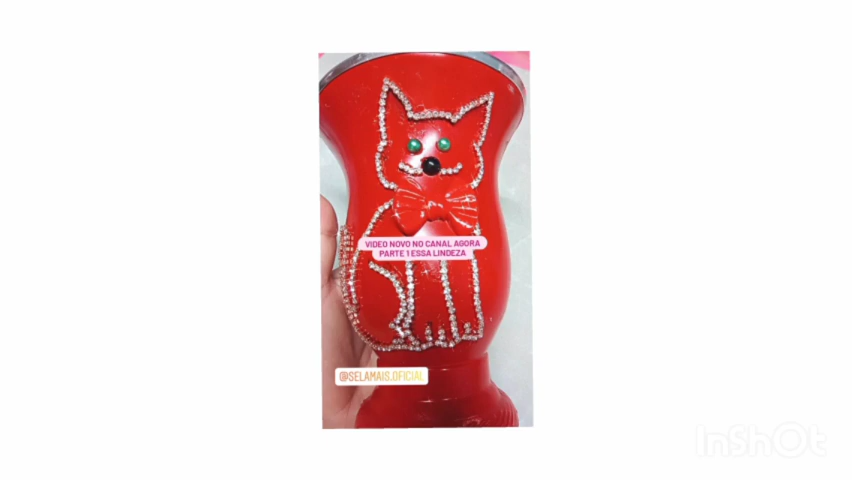 VIDEO NOVO NO CANAL AGORA
PARTE 1 ESSA LINDEZA
@SELAMAIS.OFICIAL
InShOt